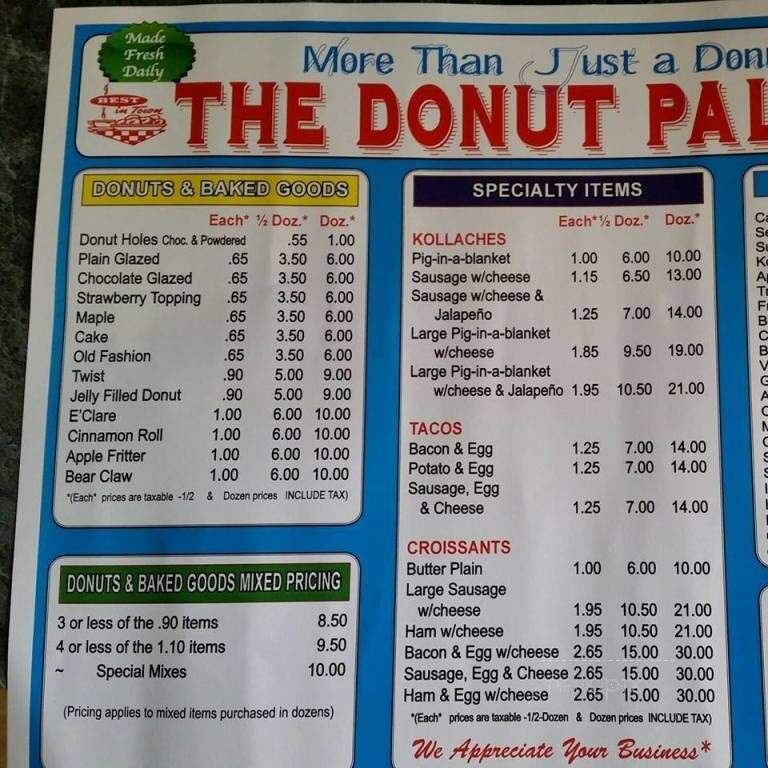 Made
Fresh
Daily
BEST
in Town
More Than Just a
THE DONUT
DONUTS & BAKED GOODS
Each* ½ Doz.* Doz.*
Donut Holes Choc. & Powdered .55 1.00
Plain Glazed .65 3.50 6.00
Chocolate Glazed .65 3.50 6.00
Strawberry Topping .65 3.50 6.00
Maple .65 3.50 6.00
Cake .65 3.50 6.00
Old Fashion .65 3.50 6.00
Twist .90 5.00 9.00
Jelly Filled Donut .90 5.00 9.00
E'Clare 1.00 6.00 10.00
Cinnamon Roll 1.00 6.00 10.00
Apple Fritter 1.00 6.00 10.00
Bear Claw 1.00 6.00 10.00
*(Each* prices are taxable -1/2 & Dozen prices INCLUDE TAX)
DONUTS & BAKED GOODS MIXED PRICING
3 or less of the .90 items 8.50
4 or less of the 1.10 items 9.50
~ Special Mixes 10.00
(Pricing applies to mixed items purchased in dozens)
SPECIALTY ITEMS
Each* ½ Doz.* Doz.*
KOLLACHES
Pig-in-a-blanket 1.00 6.00 10.00
Sausage w/cheese 1.15 6.50 13.00
Sausage w/cheese &
Jalapeño 1.25 7.00 14.00
Large Pig-in-a-blanket
w/cheese 1.85 9.50 19.00
Large Pig-in-a-blanket
w/cheese & Jalapeño 1.95 10.50 21.00
TACOS
Bacon & Egg 1.25 7.00 14.00
Potato & Egg 1.25 7.00 14.00
Sausage, Egg
& Cheese 1.25 7.00 14.00
CROISSANTS
Butter Plain 1.00 6.00 10.00
Large Sausage
w/cheese 1.95 10.50 21.00
Ham w/cheese 1.95 10.50 21.00
Bacon & Egg w/cheese 2.65 15.00 30.00
Sausage, Egg & Cheese 2.65 15.00 30.00
Ham & Egg w/cheese 2.65 15.00 30.00
*(Each* prices are taxable -1/2-Dozen & Dozen prices INCLUDE TAX)
We Appreciate Your Business*